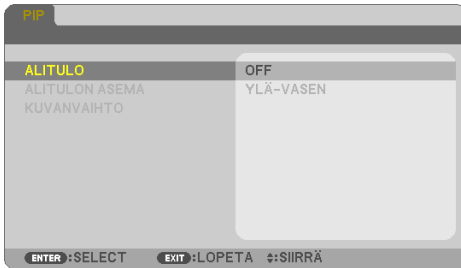 PIP
ALITULO OFF
ALITULON ASEMA YLÄ-VASEN
KUVANVAIHTO
ENTER :SELECT EXIT :LOPETA ⬍:SIIRRÄ